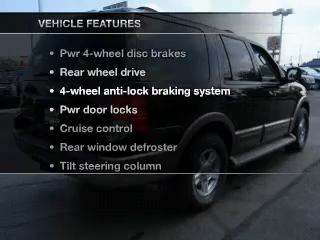 VEHICLE FEATURES
• Pwr 4-wheel disc brakes
• Rear wheel drive
• 4-wheel anti-lock braking system
• Pwr door locks
• Cruise control
• Rear window defroster
• Tilt steering column